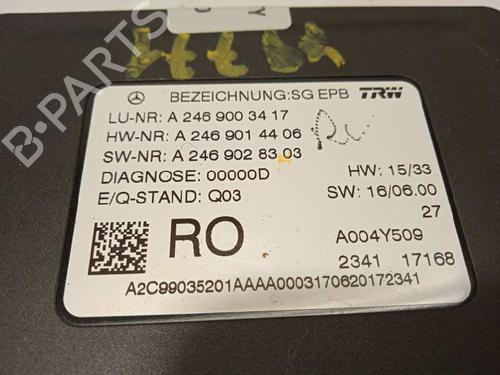 BEZEICHNUNG:SG EPB TRW
LU-NR: A 246 900 34 17
HW-NR: A 246 901 44 06
SW-NR: A 246 902 83 03
DIAGNOSE: 00000D HW: 15/33
E/Q-STAND: Q03 SW: 16/06.00
27
RO A004Y509
2341 17168
A2C99035201AAAA0003170620172341